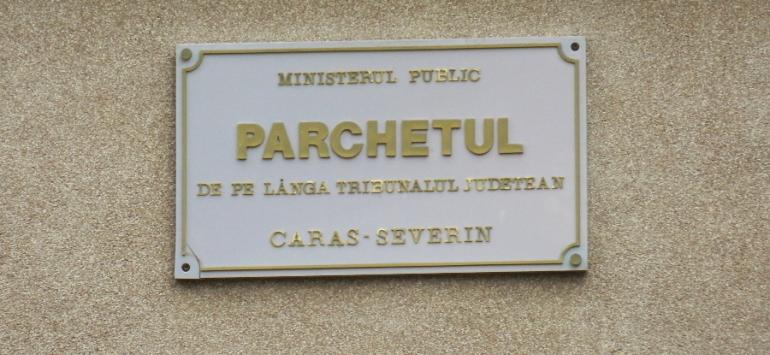 MINISTERUL PUBLIC
PARCHETUL
DE PE LÂNGA TRIBUNALUL JUDETEAN
CARAS-SEVERIN